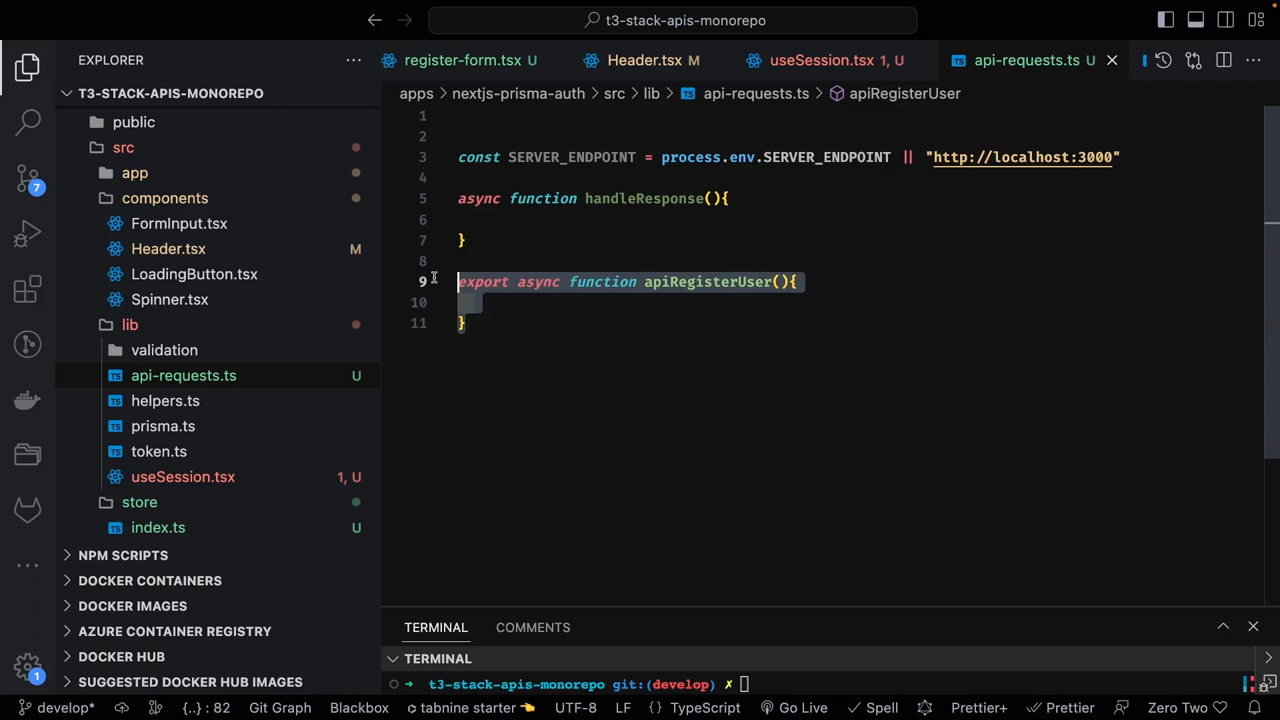 t3-stack-apis-monorepo
EXPLORER
T3-STACK-APIS-MONOREPO
public
src
app
components
FormInput.tsx
Header.tsx M
LoadingButton.tsx
Spinner.tsx
lib
validation
api-requests.ts U
helpers.ts
prisma.ts
token.ts
useSession.tsx 1, U
store
index.ts U
NPM SCRIPTS
DOCKER CONTAINERS
DOCKER IMAGES
AZURE CONTAINER REGISTRY
DOCKER HUB
SUGGESTED DOCKER HUB IMAGES
7
1
register-form.tsx U
Header.tsx M
useSession.tsx 1, U
TS api-requests.ts U
apps > nextjs-prisma-auth > src > lib > TS api-requests.ts > apiRegisterUser
1
2
3 const SERVER_ENDPOINT = process.env.SERVER_ENDPOINT || "http://localhost:3000"
4
5 async function handleResponse(){
6
7 }
8
9 export async function apiRegisterUser(){
10
11 }
TERMINAL
COMMENTS
TERMINAL
t3-stack-apis-monorepo git:(develop) ✗
develop* {..} : 82 Git Graph Blackbox tabnine starter 👈 UTF-8 LF {} TypeScript Go Live Spell Prettier+ Prettier Zero Two